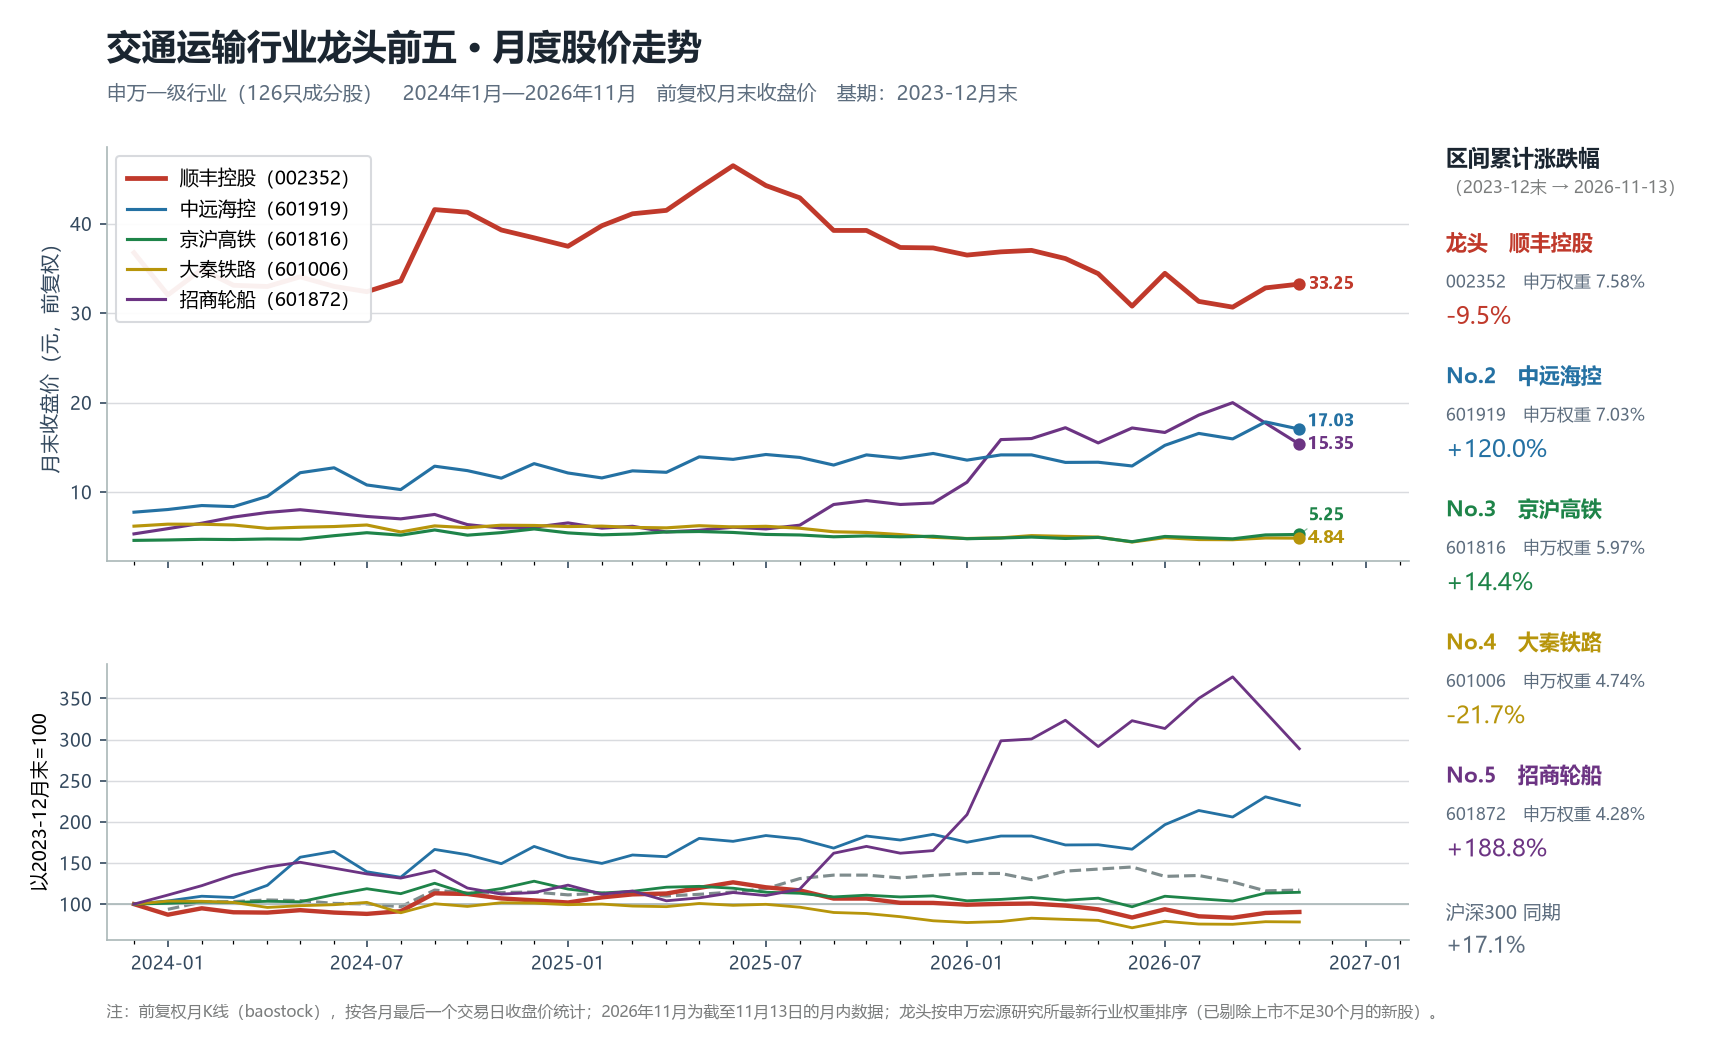 交通运输行业龙头前五 • 月度股价走势
申万一级行业（126只成分股）　2024年1月—2026年11月　前复权月末收盘价　基期：2023-12月末
月末收盘价（元，前复权）
40
30
20
10
顺丰控股（002352）
中远海控（601919）
京沪高铁（601816）
大秦铁路（601006）
招商轮船（601872）
33.25
17.03
15.35
5.25
4.84
以2023-12月末=100
350
300
250
200
150
100
2024-01
2024-07
2025-01
2025-07
2026-01
2026-07
2027-01
区间累计涨跌幅
（2023-12末 → 2026-11-13）
龙头　顺丰控股
002352　申万权重 7.58%
-9.5%
No.2　中远海控
601919　申万权重 7.03%
+120.0%
No.3　京沪高铁
601816　申万权重 5.97%
+14.4%
No.4　大秦铁路
601006　申万权重 4.74%
-21.7%
No.5　招商轮船
601872　申万权重 4.28%
+188.8%
沪深300 同期
+17.1%
注：前复权月K线（baostock），按各月最后一个交易日收盘价统计；2026年11月为截至11月13日的月内数据；龙头按申万宏源研究所最新行业权重排序（已剔除上市不足30个月的新股）。